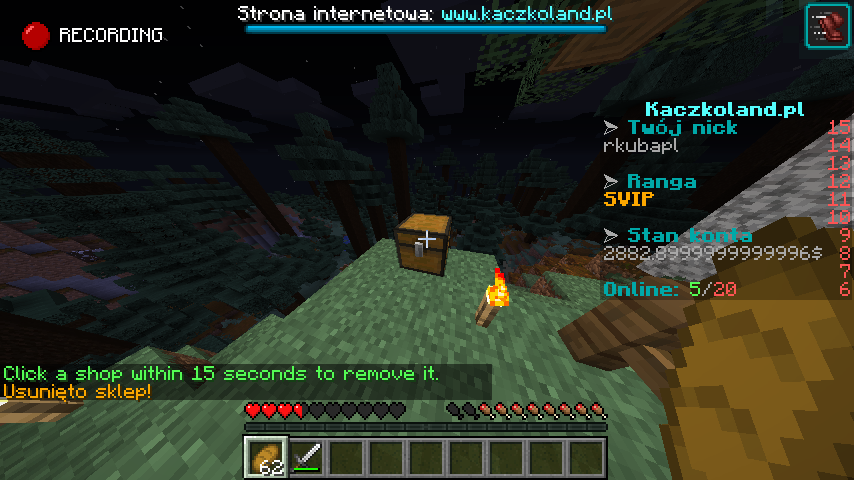 Strona internetowa: www.kaczkoland.pl
RECORDING
Kaczkoland.pl
➢ Twój nick 15
rkubapl 14
13
➢ Ranga 12
SVIP 11
10
➢ Stan konta 9
2882.8999999999996$ 8
7
Online: 5/20 6
Click a shop within 15 seconds to remove it.
Usunięto sklep!
62